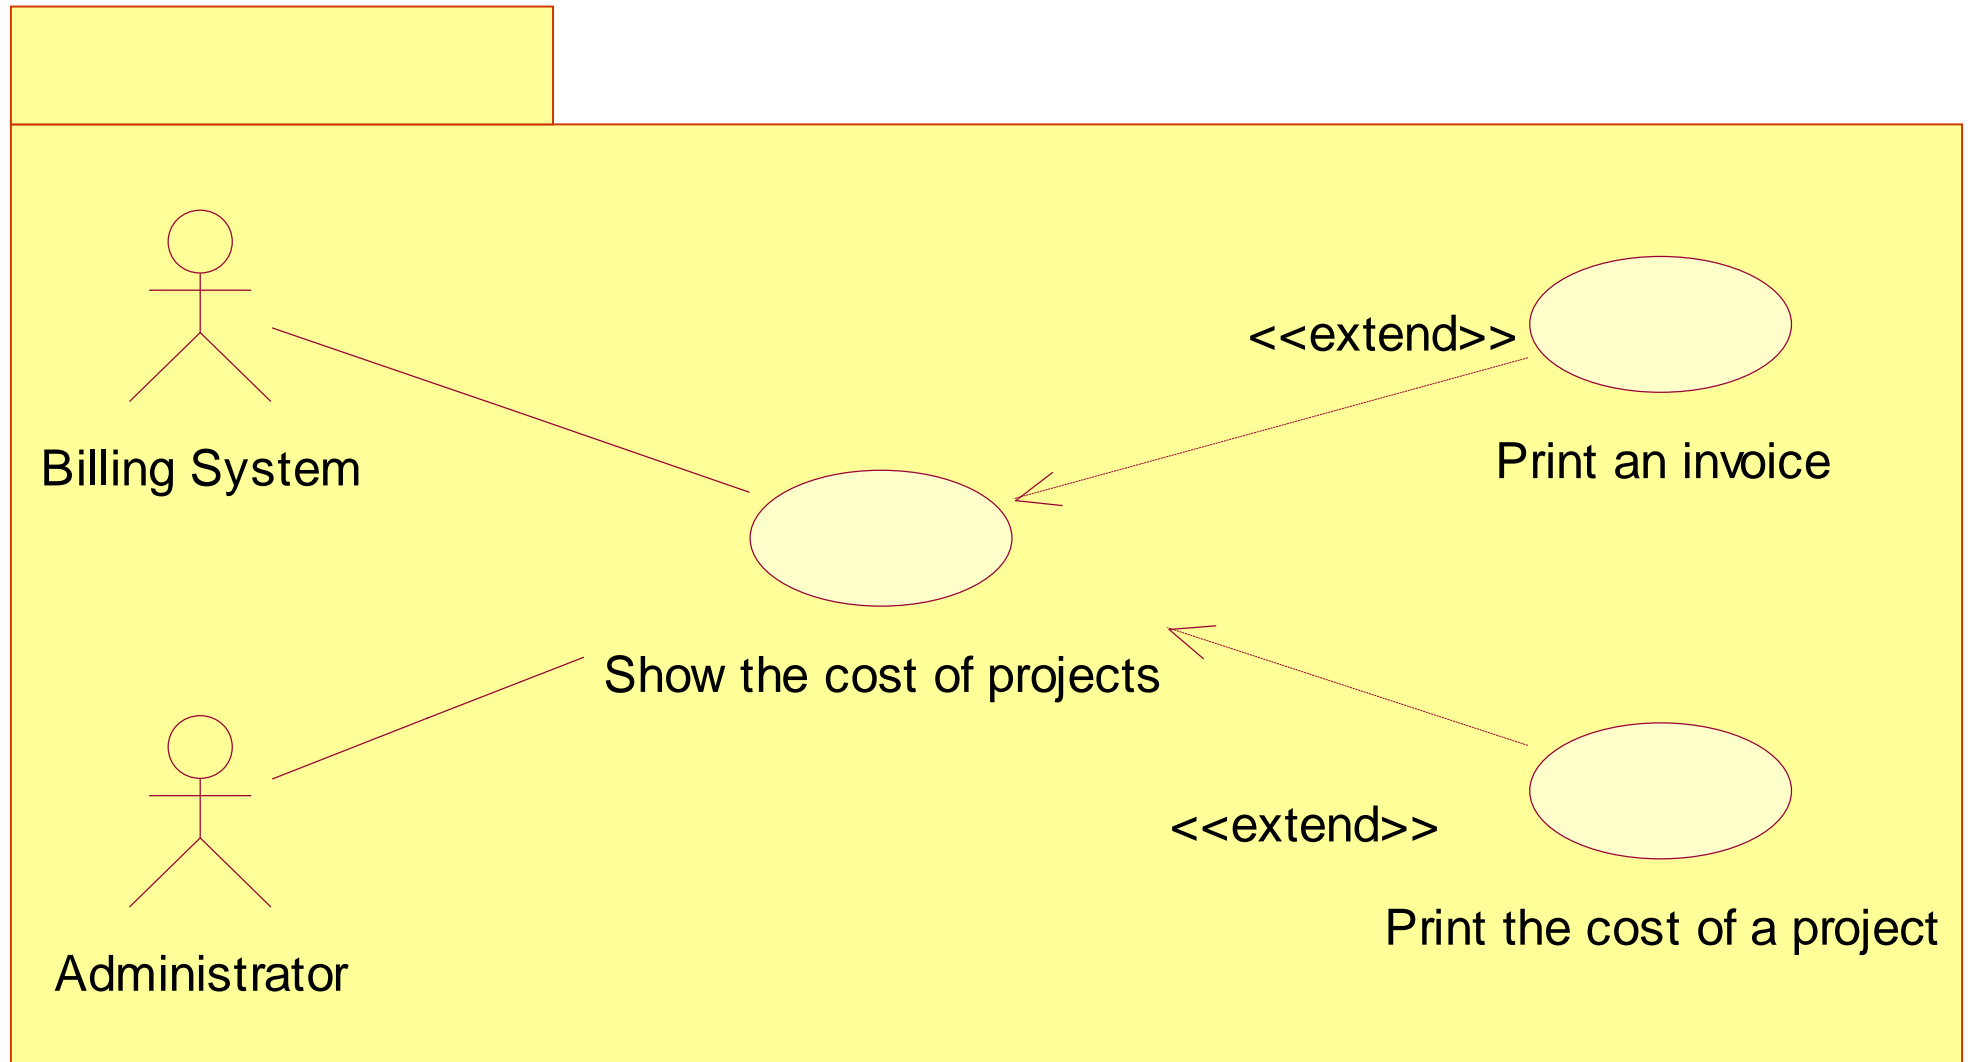 <<extend>>
Billing System
Print an invoice
Show the cost of projects
<<extend>>
Print the cost of a project
Administrator